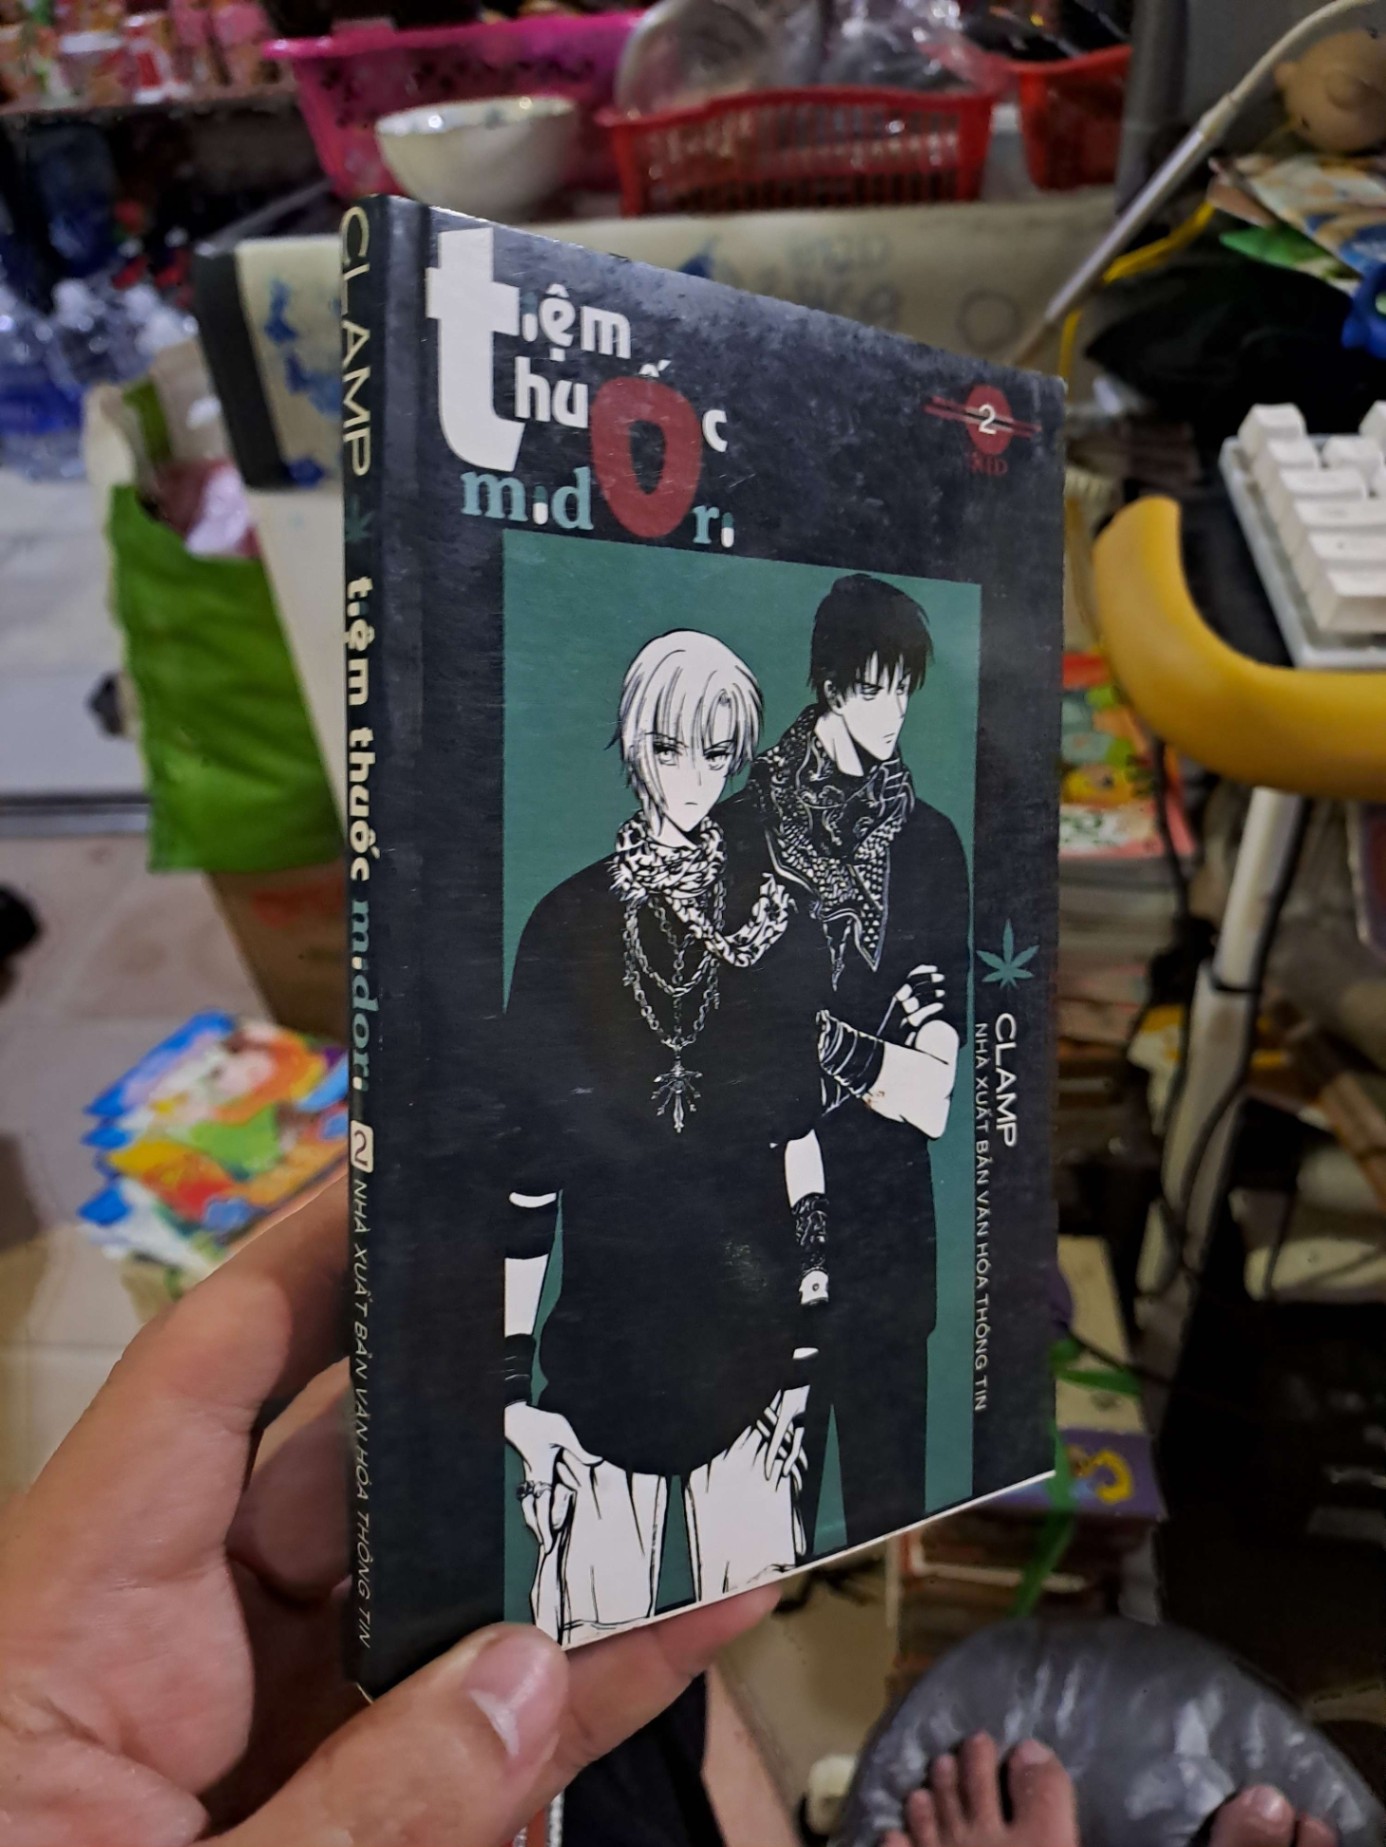 tiệm
thuốc
midori
2
RID
CLAMP
NHÀ XUẤT BẢN VĂN HÓA THÔNG TIN
CLAMP tiệm thuốc midori 2 NHÀ XUẤT BẢN VĂN HÓA THÔNG TIN